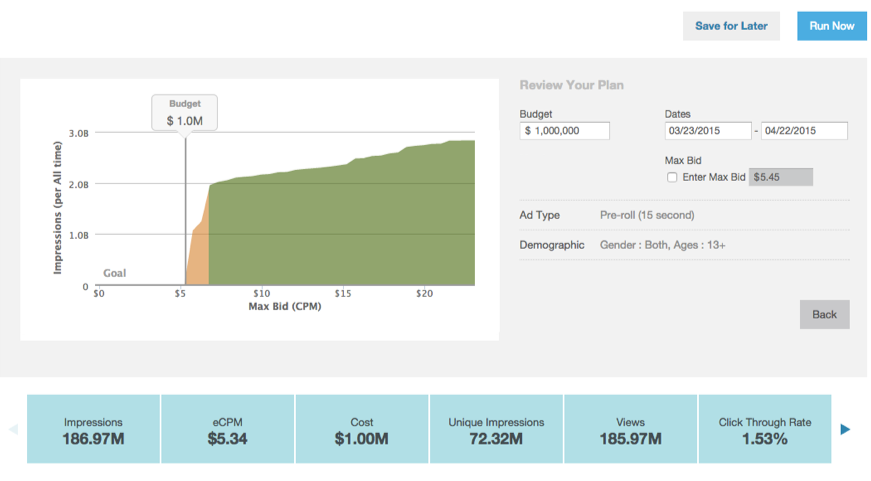 Save for Later
Run Now
Review Your Plan
Budget
$ 1.0M
3.0B
2.0B
1.0B
0
Impressions (per All time)
Goal
$0
$5
$10
$15
$20
Max Bid (CPM)
Budget
$ 1,000,000
Dates
03/23/2015 - 04/22/2015
Max Bid
Enter Max Bid $5.45
Ad Type Pre-roll (15 second)
Demographic Gender : Both, Ages : 13+
Back
Impressions
186.97M
eCPM
$5.34
Cost
$1.00M
Unique Impressions
72.32M
Views
185.97M
Click Through Rate
1.53%